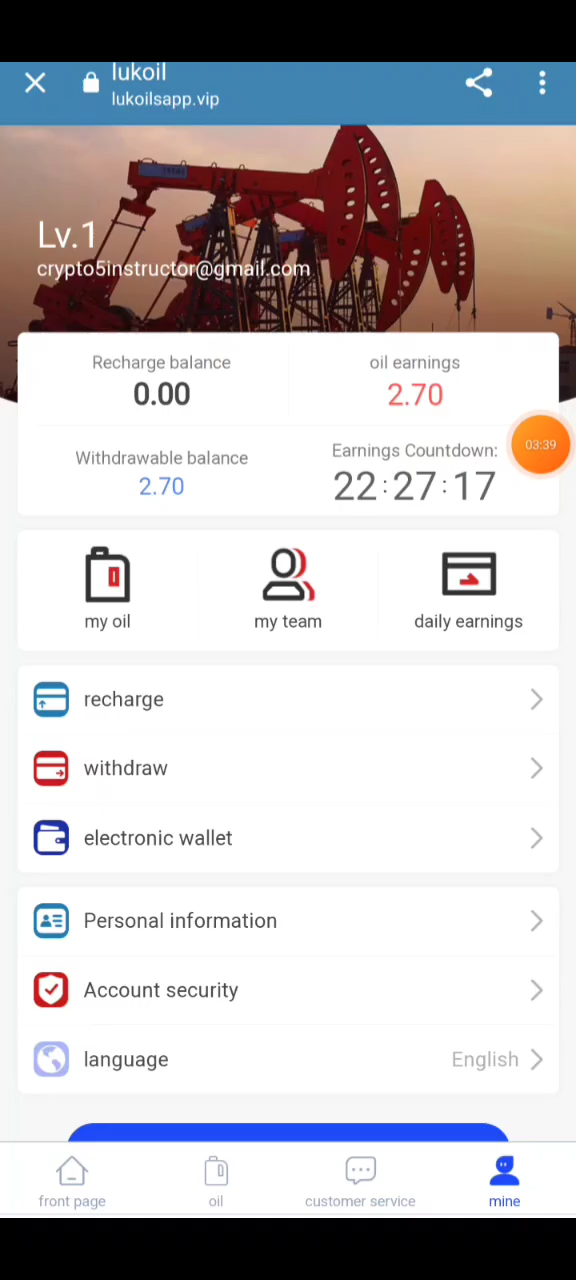 lukoil
lukoilsapp.vip
Lv.1
crypto5instructor@gmail.com
Recharge balance
0.00
oil earnings
2.70
Withdrawable balance
2.70
Earnings Countdown:
22:27:17
03:39
my oil
my team
daily earnings
recharge
withdraw
electronic wallet
Personal information
Account security
language
English
front page
oil
customer service
mine